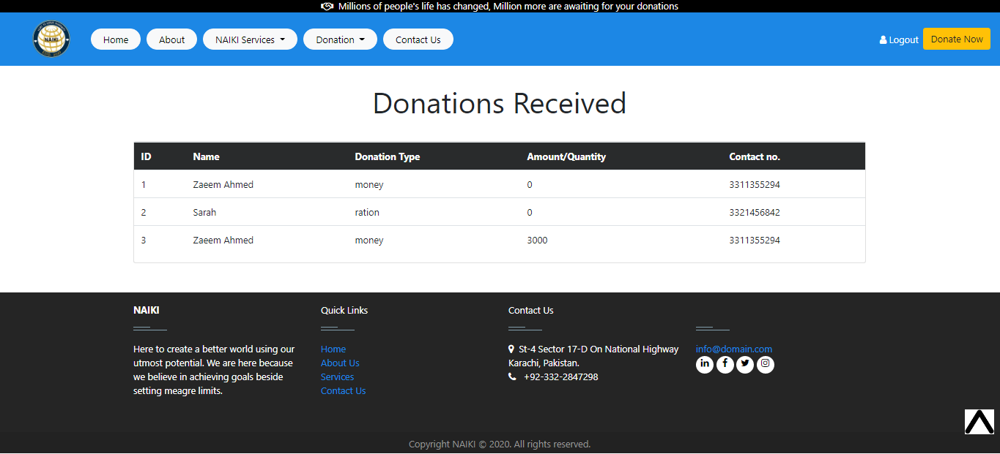 Millions of people's life has changed, Million more are awaiting for your donations
NAIKI
Home About NAIKI Services Donation Contact Us Logout Donate Now
Donations Received
ID Name Donation Type Amount/Quantity Contact no.
1 Zaeem Ahmed money 0 3311355294
2 Sarah ration 0 3321456842
3 Zaeem Ahmed money 3000 3311355294
NAIKI
Here to create a better world using our
utmost potential. We are here because
we believe in achieving goals beside
setting meagre limits.
Quick Links
Home
About Us
Services
Contact Us
Contact Us
St-4 Sector 17-D On National Highway
Karachi, Pakistan.
+92-332-2847298
info@domain.com
Copyright NAIKI © 2020. All rights reserved.